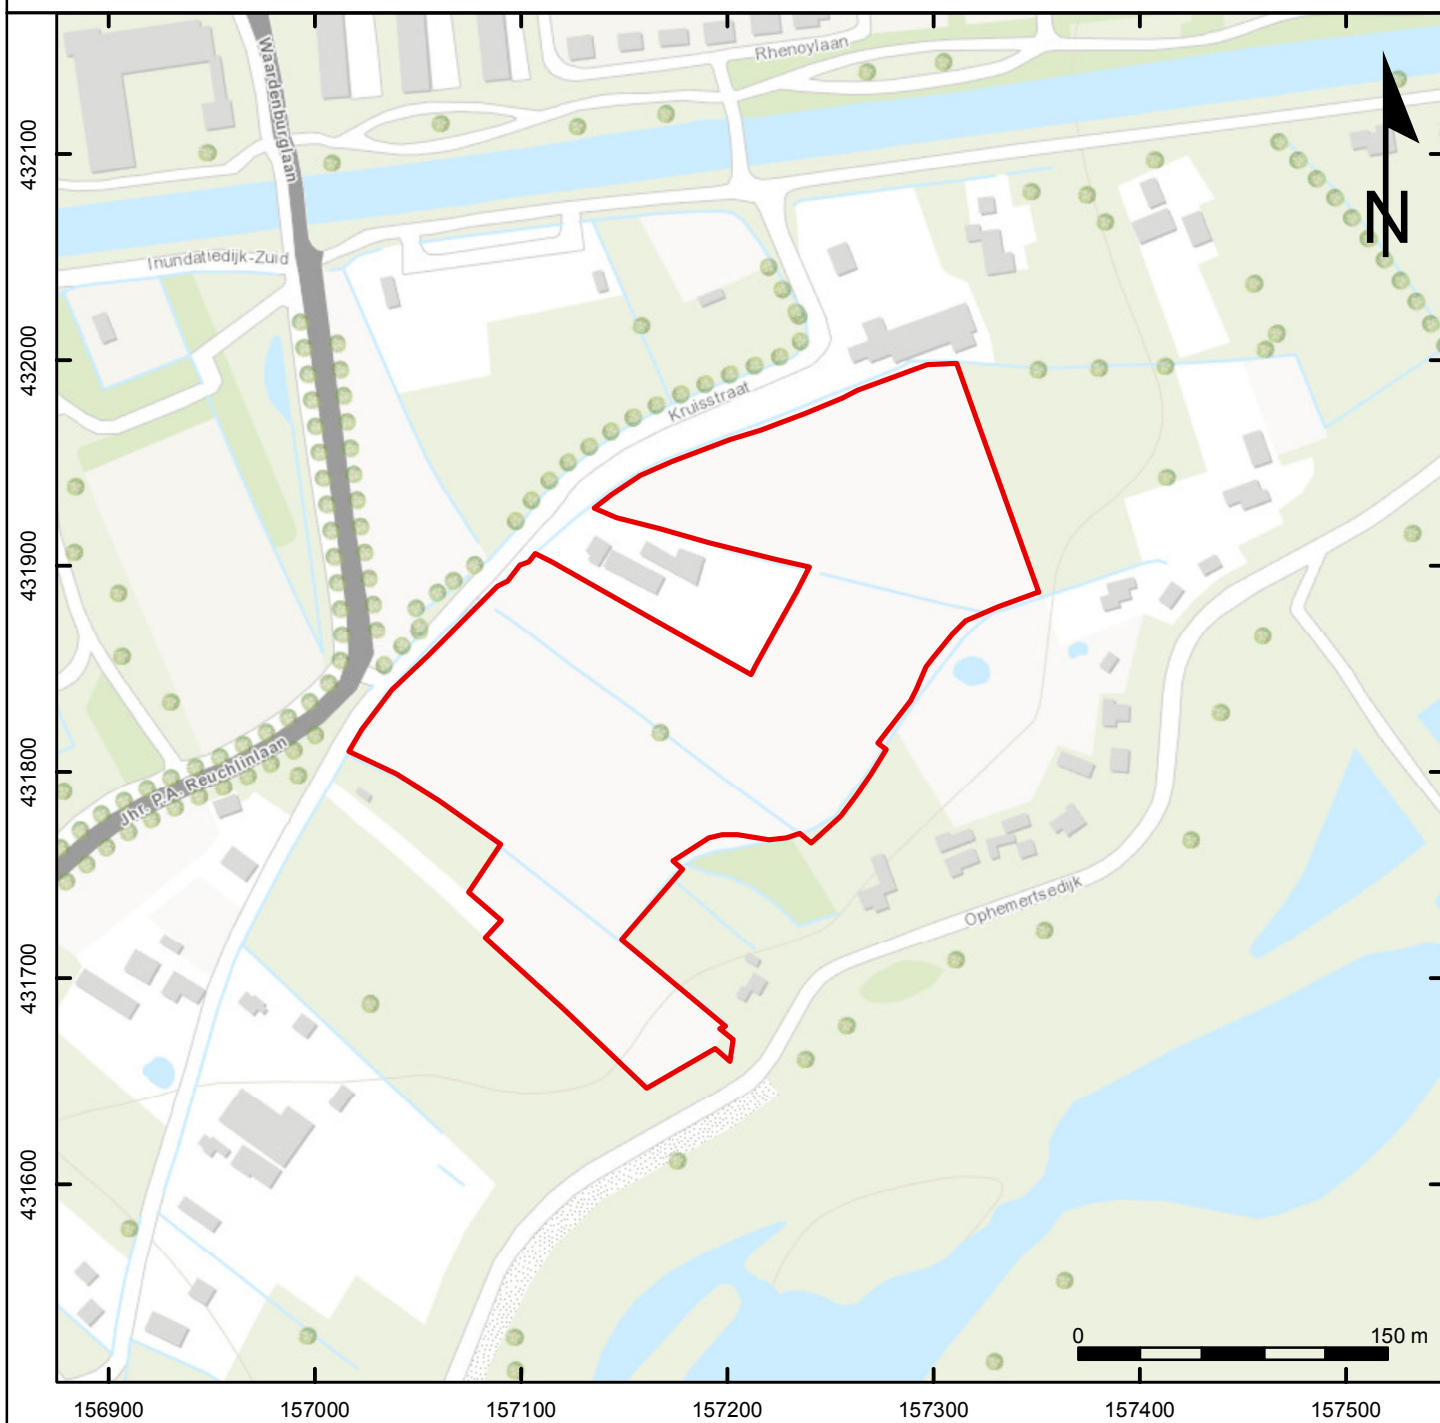 Waardenburglaan
Rhenoylaan
N
Inundatiedijk-Zuid
Kruisstraat
Jhr. P.A. Reuchlinlaan
Ophemertsedijk
432100
432000
431900
431800
431700
431600
0 150 m
156900 157000 157100 157200 157300 157400 157500